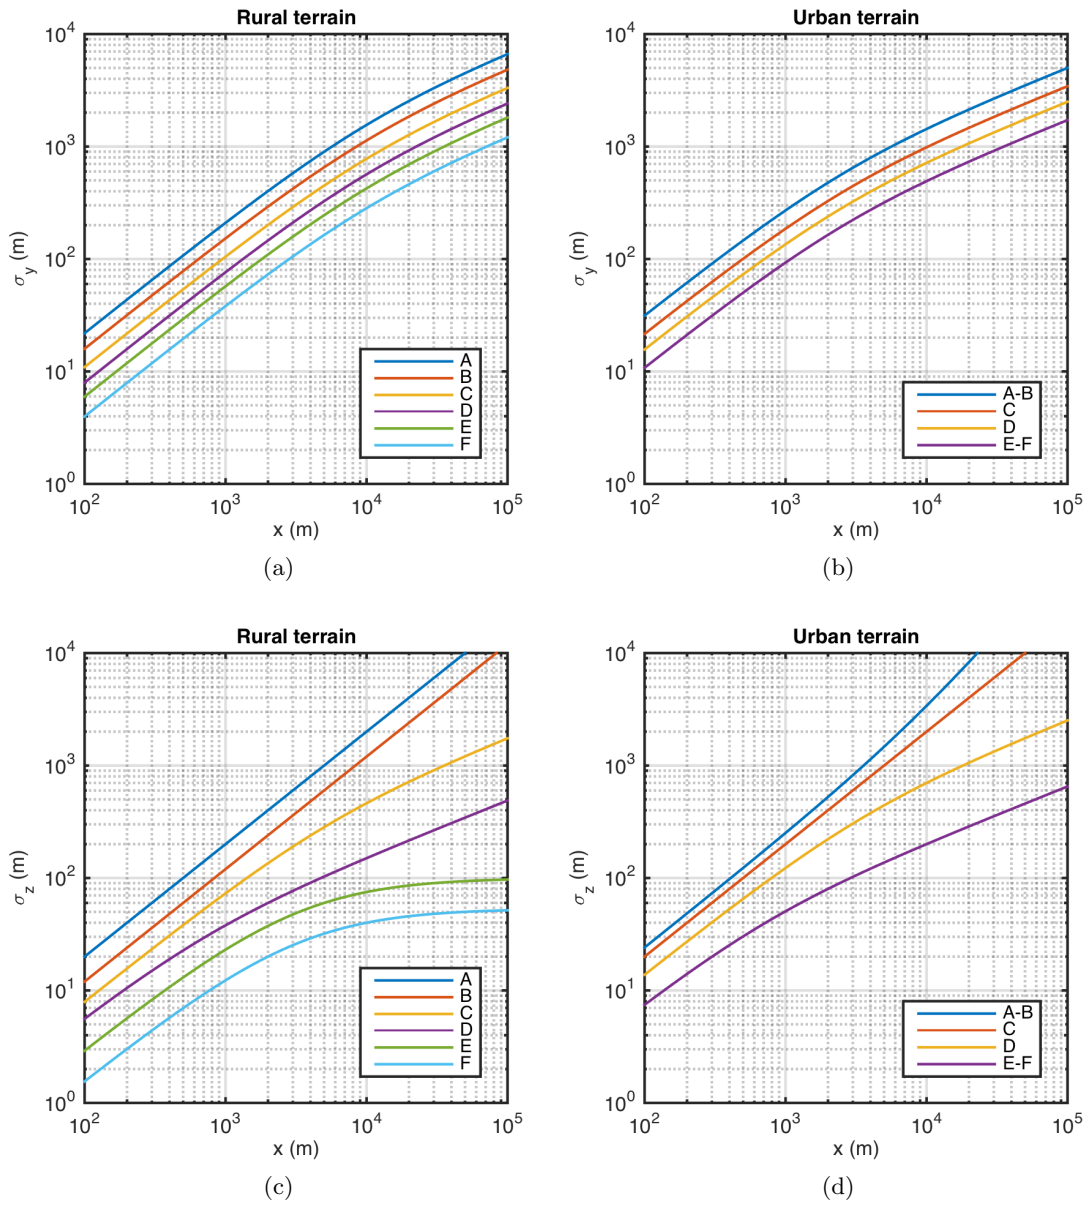 Rural terrain
10^4
10^3
10^2
10^1
10^0
σ_y (m)
A
B
C
D
E
F
10^2 10^3 10^4 10^5
x (m)
(a)
Urban terrain
10^4
10^3
10^2
10^1
10^0
σ_y (m)
A-B
C
D
E-F
10^2 10^3 10^4 10^5
x (m)
(b)
Rural terrain
10^4
10^3
10^2
10^1
10^0
σ_z (m)
A
B
C
D
E
F
10^2 10^3 10^4 10^5
x (m)
(c)
Urban terrain
10^4
10^3
10^2
10^1
10^0
σ_z (m)
A-B
C
D
E-F
10^2 10^3 10^4 10^5
x (m)
(d)